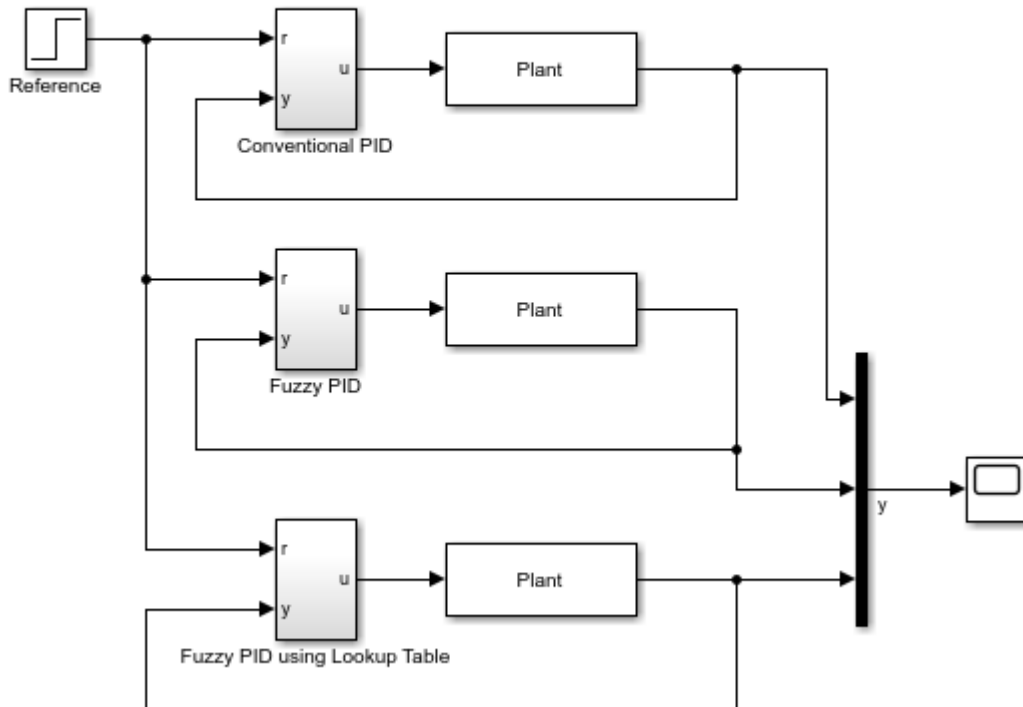 Reference
r
u
y
Plant
Conventional PID
r
u
y
Plant
Fuzzy PID
y
r
u
y
Plant
Fuzzy PID using Lookup Table